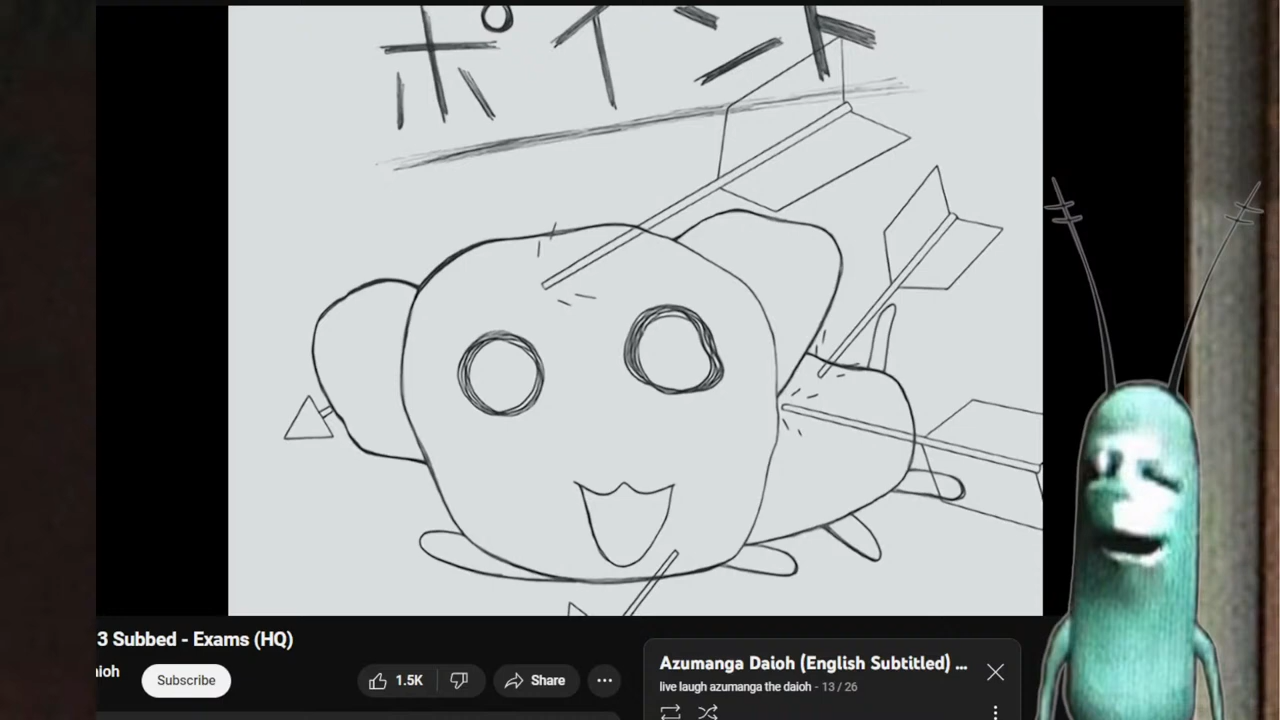 ポイント
3 Subbed - Exams (HQ)
ioh
Subscribe
1.5K
Share
Azumanga Daioh (English Subtitled) ...
live laugh azumanga the daioh - 13 / 26